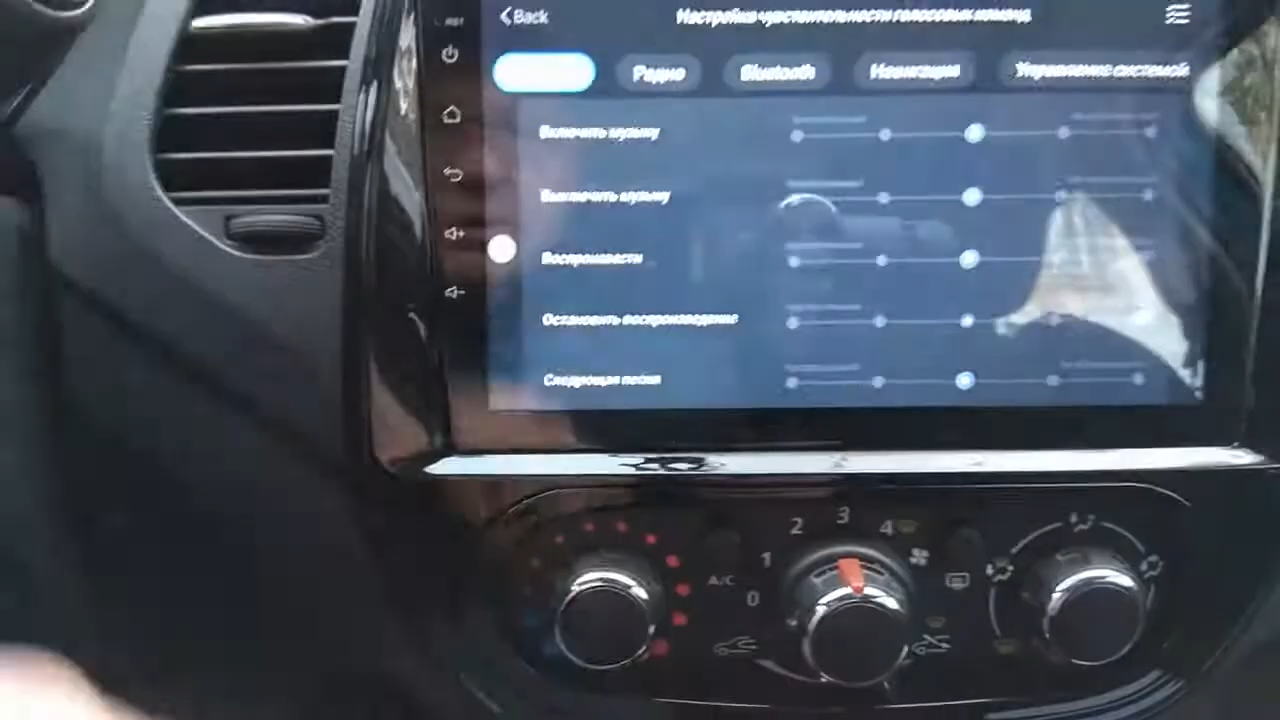 RST
Back
Настройка чувствительности голосовых команд
Радио
Bluetooth
Навигация
Управление системой
Включить музыку
Выключить музыку
Воспроизвести
Остановить воспроизведение
Следующая песня
0 1 2 3 4
A/C